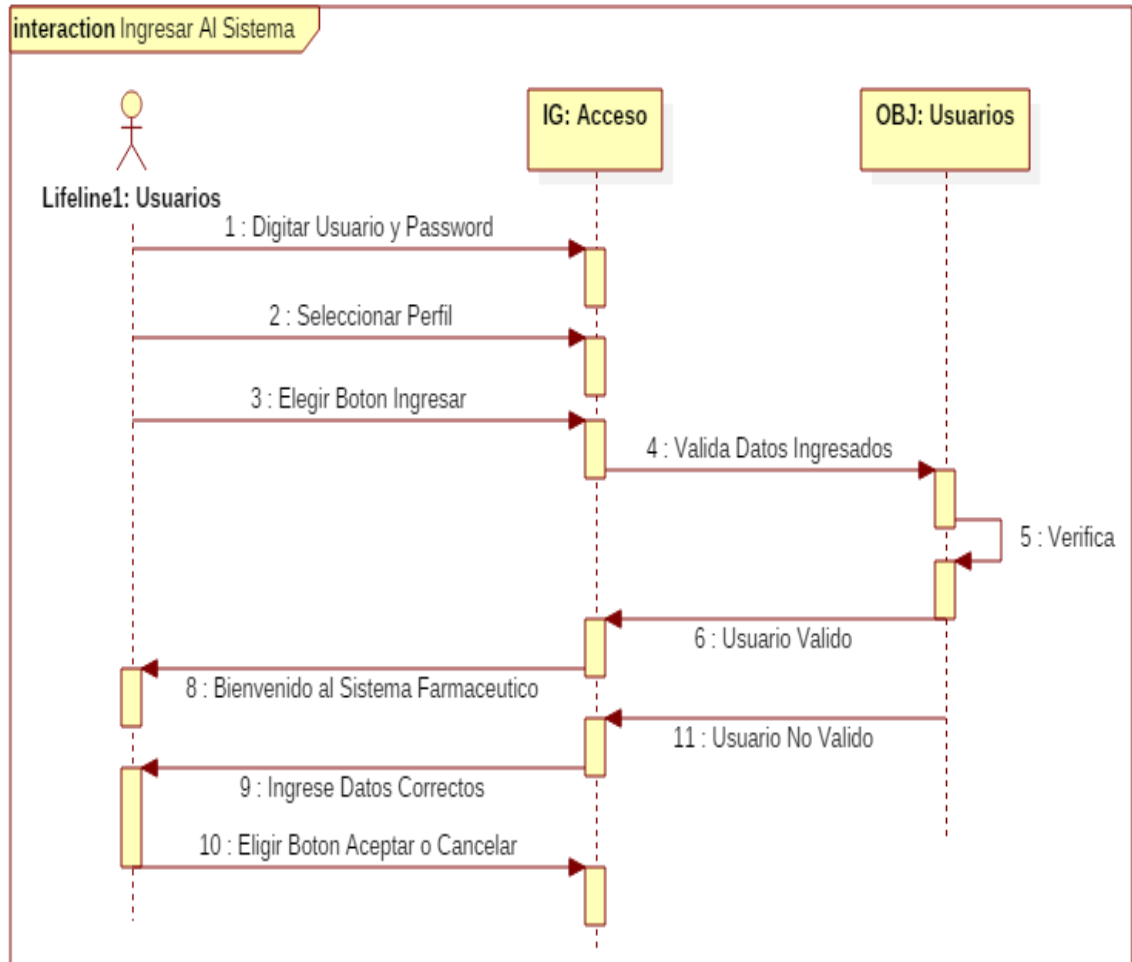 interaction Ingresar Al Sistema
IG: Acceso
OBJ: Usuarios
Lifeline1: Usuarios
1 : Digitar Usuario y Password
2 : Seleccionar Perfil
3 : Elegir Boton Ingresar
4 : Valida Datos Ingresados
5 : Verifica
6 : Usuario Valido
8 : Bienvenido al Sistema Farmaceutico
11 : Usuario No Valido
9 : Ingrese Datos Correctos
10 : Eligir Boton Aceptar o Cancelar